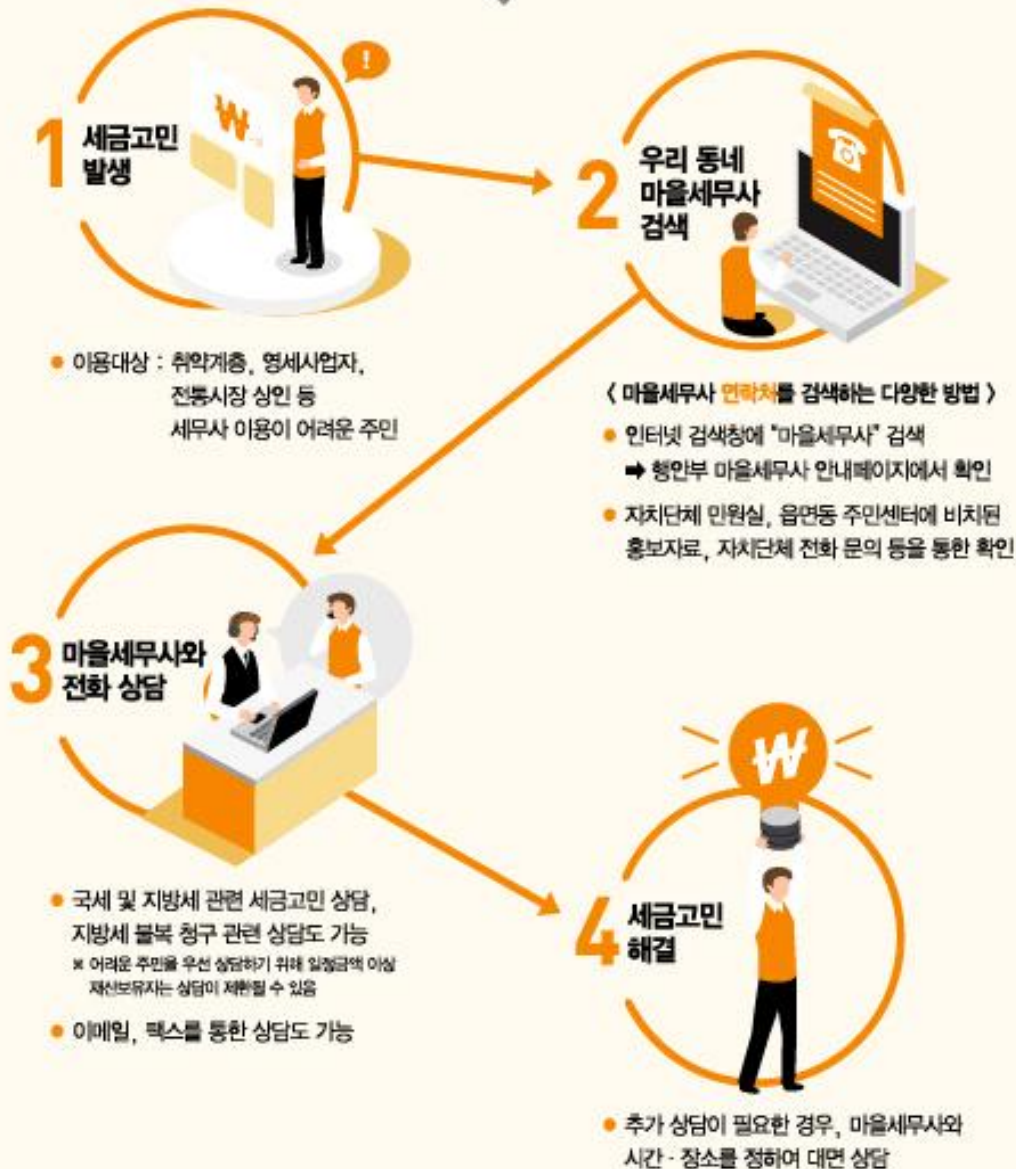 1 세금고민
발생
!
₩
2 우리 동네
마을세무사
검색
● 이용대상 : 취약계층, 영세사업자,
전통시장 상인 등
세무사 이용이 어려운 주민
< 마을세무사 연락처를 검색하는 다양한 방법 >
● 인터넷 검색창에 "마을세무사" 검색
➡ 행안부 마을세무사 안내페이지에서 확인
● 자치단체 민원실, 읍면동 주민센터에 비치된
홍보자료, 자치단체 전화 문의 등을 통한 확인
3 마을세무사와
전화 상담
● 국세 및 지방세 관련 세금고민 상담,
지방세 불복 청구 관련 상담도 가능
※ 어려운 주민을 우선 상담하기 위해 일정금액 이상
재산보유자는 상담이 제한될 수 있음
● 이메일, 팩스를 통한 상담도 가능
₩
4 세금고민
해결
● 추가 상담이 필요한 경우, 마을세무사와
시간 · 장소를 정하여 대면 상담